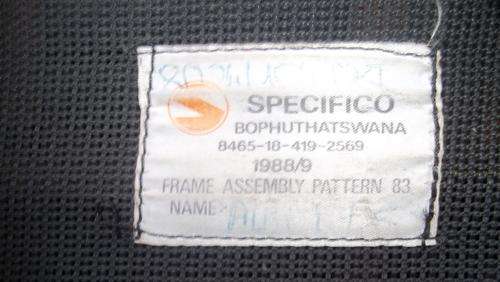 SPECIFICO
BOPHUTHATSWANA
8465-18-419-2569
1988/9
FRAME ASSEMBLY PATTERN 83
NAME